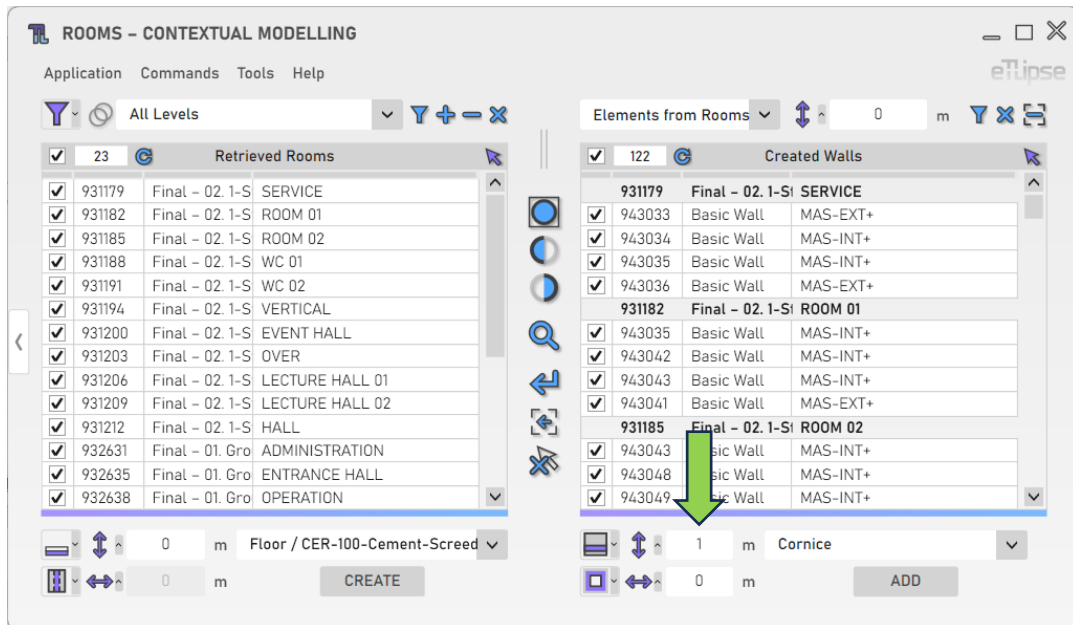 ROOMS – CONTEXTUAL MODELLING
Application Commands Tools Help
eTLipse
All Levels
Elements from Rooms 0 m
23 Retrieved Rooms
931179 Final – 02. 1-S SERVICE
931182 Final – 02. 1-S ROOM 01
931185 Final – 02. 1-S ROOM 02
931188 Final – 02. 1-S WC 01
931191 Final – 02. 1-S WC 02
931194 Final – 02. 1-S VERTICAL
931200 Final – 02. 1-S EVENT HALL
931203 Final – 02. 1-S OVER
931206 Final – 02. 1-S LECTURE HALL 01
931209 Final – 02. 1-S LECTURE HALL 02
931212 Final – 02. 1-S HALL
932631 Final – 01. Gro ADMINISTRATION
932635 Final – 01. Gro ENTRANCE HALL
932638 Final – 01. Gro OPERATION
122 Created Walls
931179 Final – 02. 1-St SERVICE
943033 Basic Wall MAS-EXT+
943034 Basic Wall MAS-INT+
943035 Basic Wall MAS-INT+
943036 Basic Wall MAS-EXT+
931182 Final – 02. 1-St ROOM 01
943035 Basic Wall MAS-INT+
943042 Basic Wall MAS-INT+
943043 Basic Wall MAS-INT+
943041 Basic Wall MAS-EXT+
931185 Final – 02. 1-St ROOM 02
943043 Basic Wall MAS-INT+
943048 Basic Wall MAS-INT+
943049 Basic Wall MAS-INT+
0 m Floor / CER-100-Cement-Screed
0 m CREATE
1 m Cornice
0 m ADD